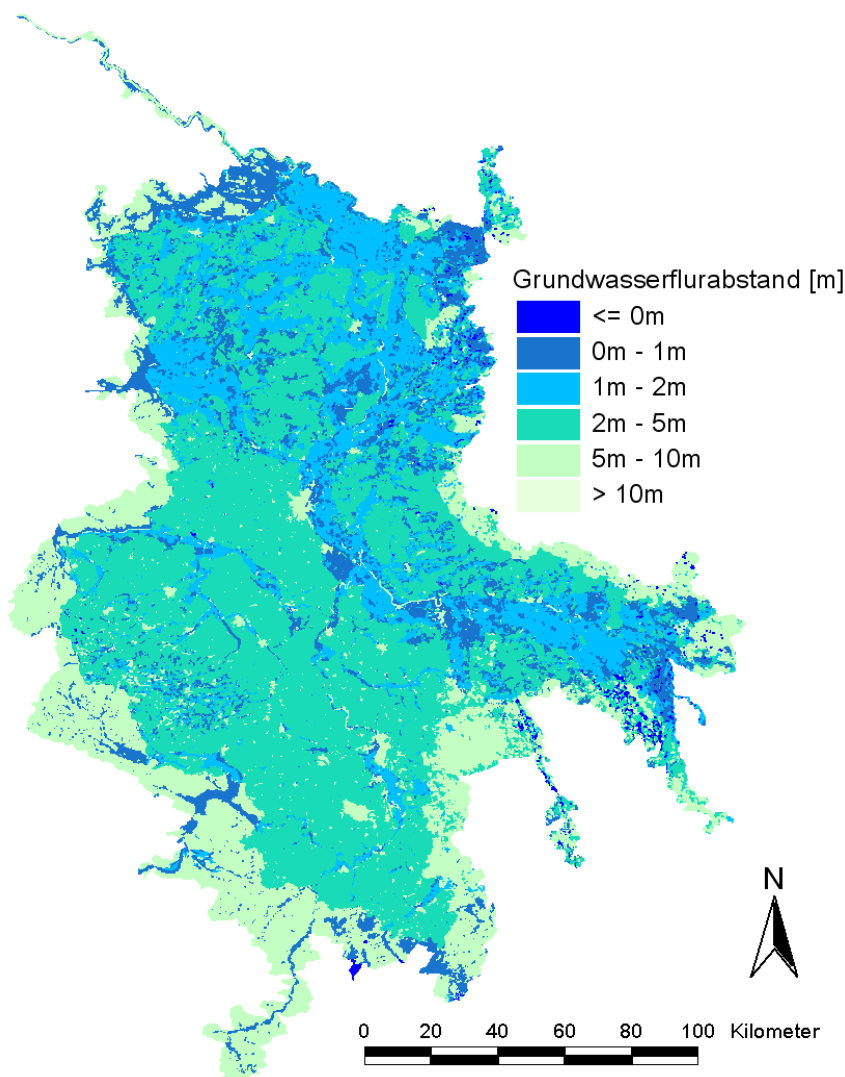 Grundwasserflurabstand [m]
<= 0m
0m - 1m
1m - 2m
2m - 5m
5m - 10m
> 10m
N
0 20 40 60 80 100 Kilometer